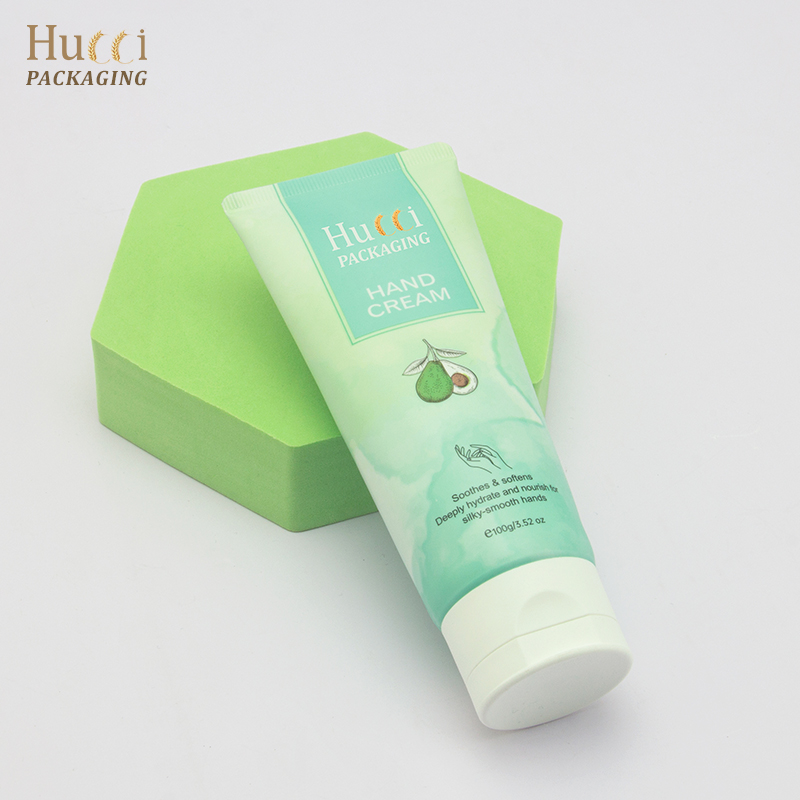 Hucci
PACKAGING
Hucci
PACKAGING
HAND
CREAM
Soothes & softens
Deeply hydrate and nourish for
silky-smooth hands
℮100g/3.52 oz